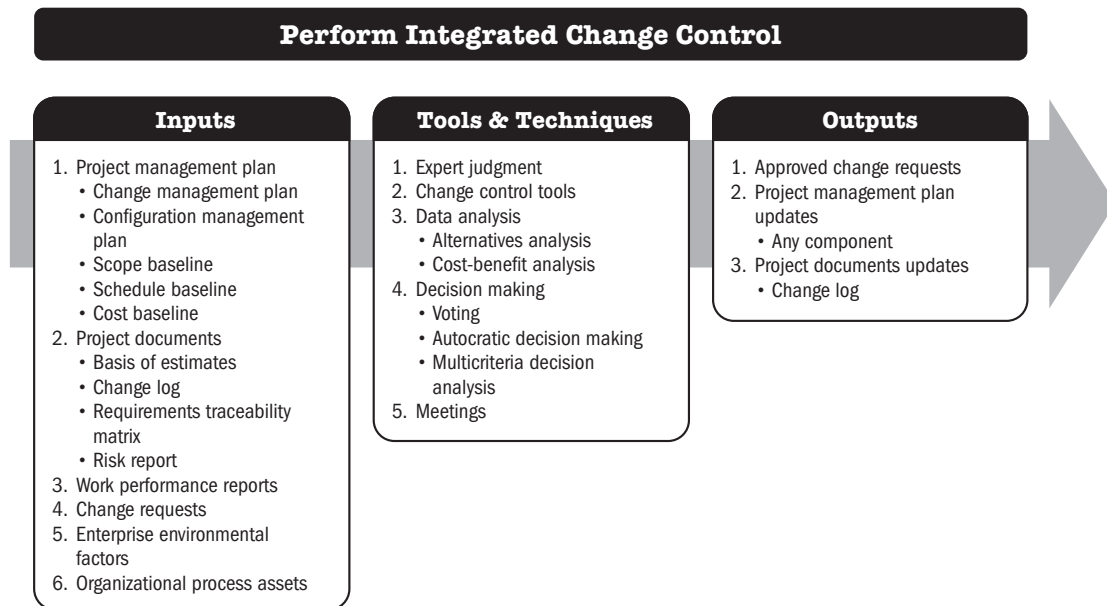 Perform Integrated Change Control
Inputs
1. Project management plan
• Change management plan
• Configuration management
plan
• Scope baseline
• Schedule baseline
• Cost baseline
2. Project documents
• Basis of estimates
• Change log
• Requirements traceability
matrix
• Risk report
3. Work performance reports
4. Change requests
5. Enterprise environmental
factors
6. Organizational process assets
Tools & Techniques
1. Expert judgment
2. Change control tools
3. Data analysis
• Alternatives analysis
• Cost-benefit analysis
4. Decision making
• Voting
• Autocratic decision making
• Multicriteria decision
analysis
5. Meetings
Outputs
1. Approved change requests
2. Project management plan
updates
• Any component
3. Project documents updates
• Change log